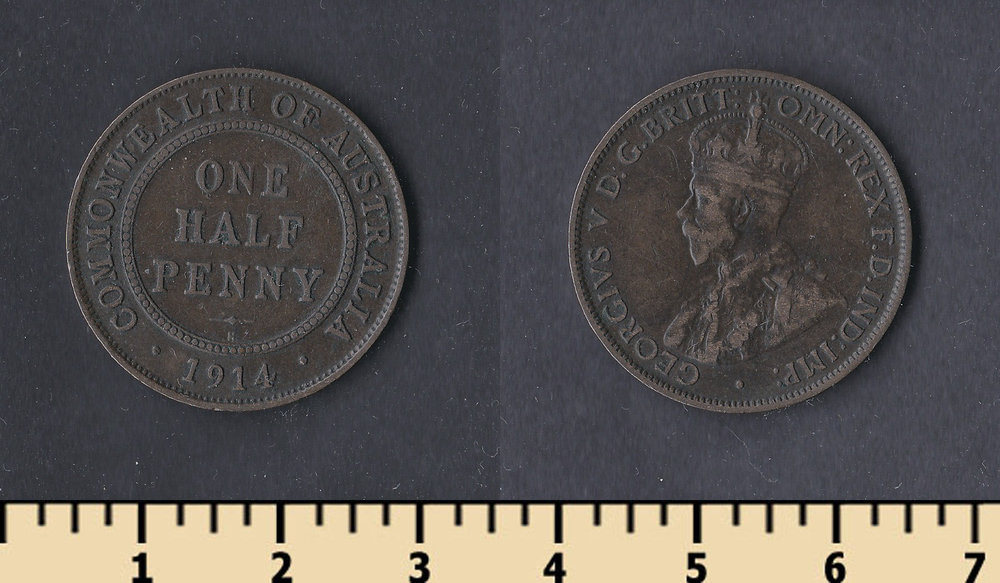 COMMONWEALTH OF AUSTRALIA
ONE
HALF
PENNY
H
· 1914 ·
GEORGIVS V D.G.BRITT: OMN: REX F.D.IND:IMP:
1 2 3 4 5 6 7